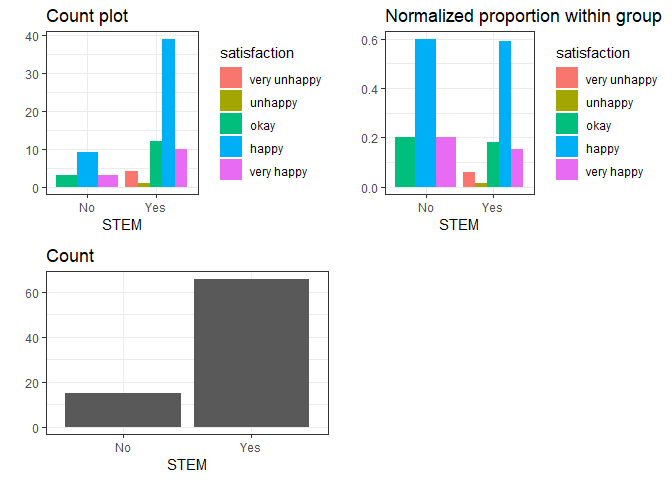 Count plot
40
30
20
10
0
No Yes
STEM
satisfaction
very unhappy
unhappy
okay
happy
very happy
Normalized proportion within group
0.6
0.4
0.2
0.0
No Yes
STEM
satisfaction
very unhappy
unhappy
okay
happy
very happy
Count
60
40
20
0
No Yes
STEM